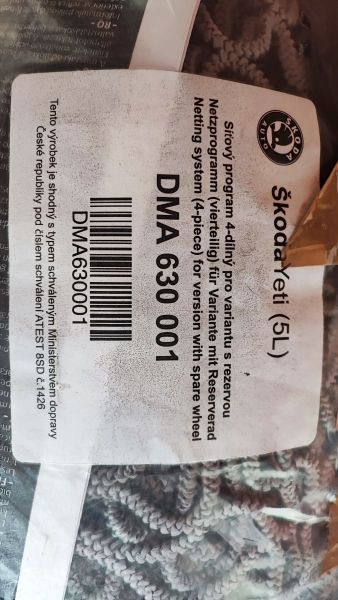 ŠKODA
AUTO
ŠkodaYeti (5L)
Síťový program 4-dílný pro variantu s rezervou
Netzprogramm (vierteilig) für Variante mit Reserverad
Netting system (4-piece) for version with spare wheel
DMA 630 001
DMA630001
Tento výrobek je shodný s typem schváleným Ministerstvem dopravy
České republiky pod číslem schválení ATEST 8SD č.1426
- RO -